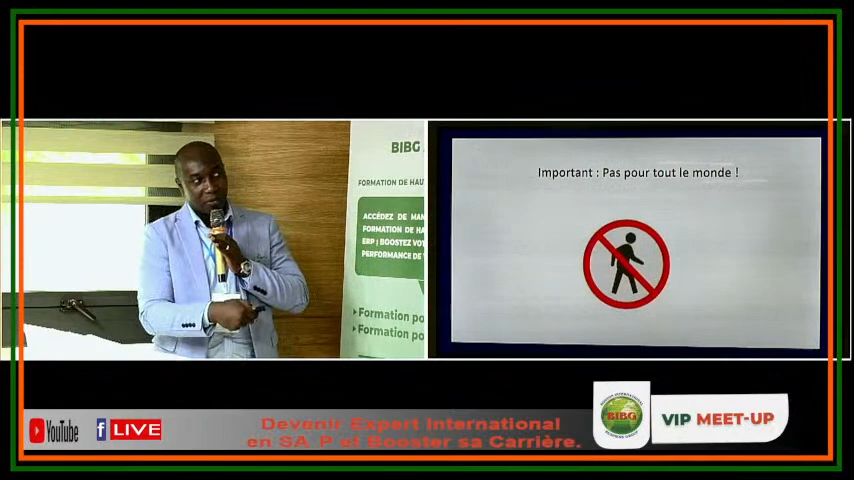 BIBG
FORMATION DE HAU
ACCÉDEZ DE MAN
FORMATION DE HA
ERP ; BOOSTEZ VOT
PERFORMANCE DE
Formation po
Formation po
Important : Pas pour tout le monde !
YouTube
f LIVE
Devenir Expert International
en SA P et Booster sa Carrière.
BIBG
VIP MEET-UP